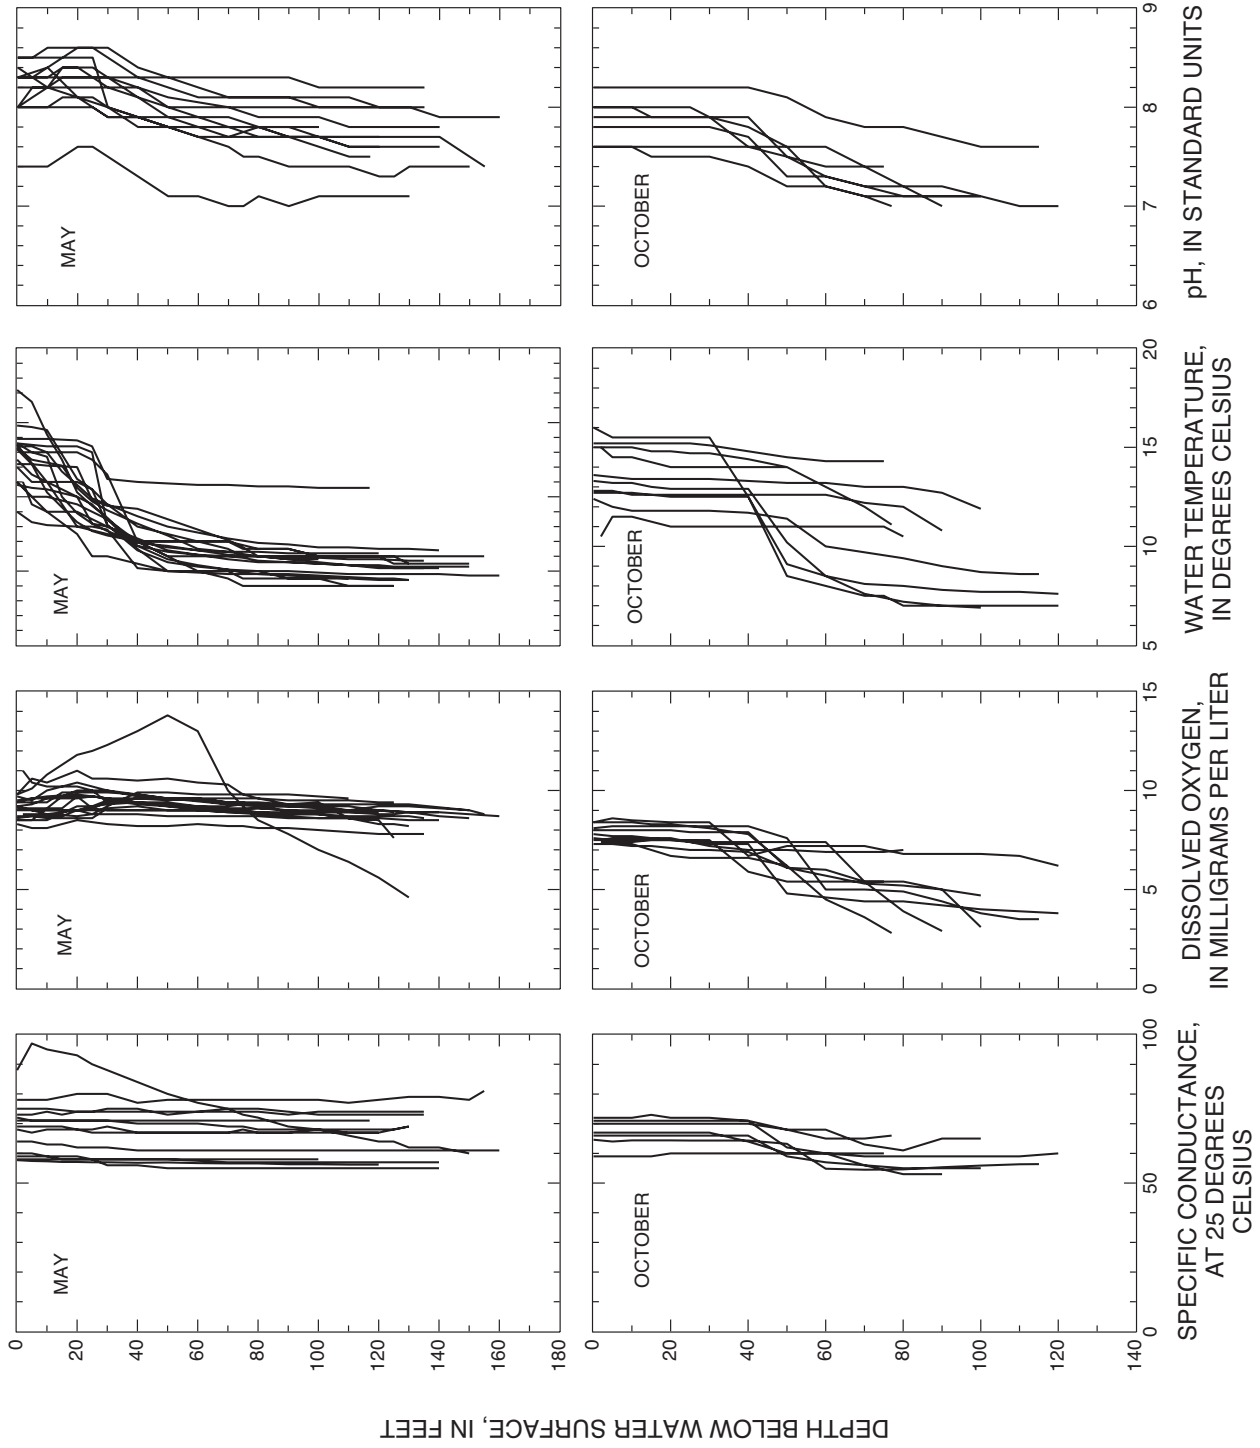 MAY
MAY
MAY
MAY
0
20
40
60
80
100
120
140
160
180
OCTOBER
OCTOBER
OCTOBER
OCTOBER
0
20
40
60
80
100
120
140
DEPTH BELOW WATER SURFACE, IN FEET
0
50
100
SPECIFIC CONDUCTANCE,
AT 25 DEGREES
CELSIUS
0
5
10
15
DISSOLVED OXYGEN,
IN MILLIGRAMS PER LITER
5
10
15
20
WATER TEMPERATURE,
IN DEGREES CELSIUS
6
7
8
9
pH, IN STANDARD UNITS